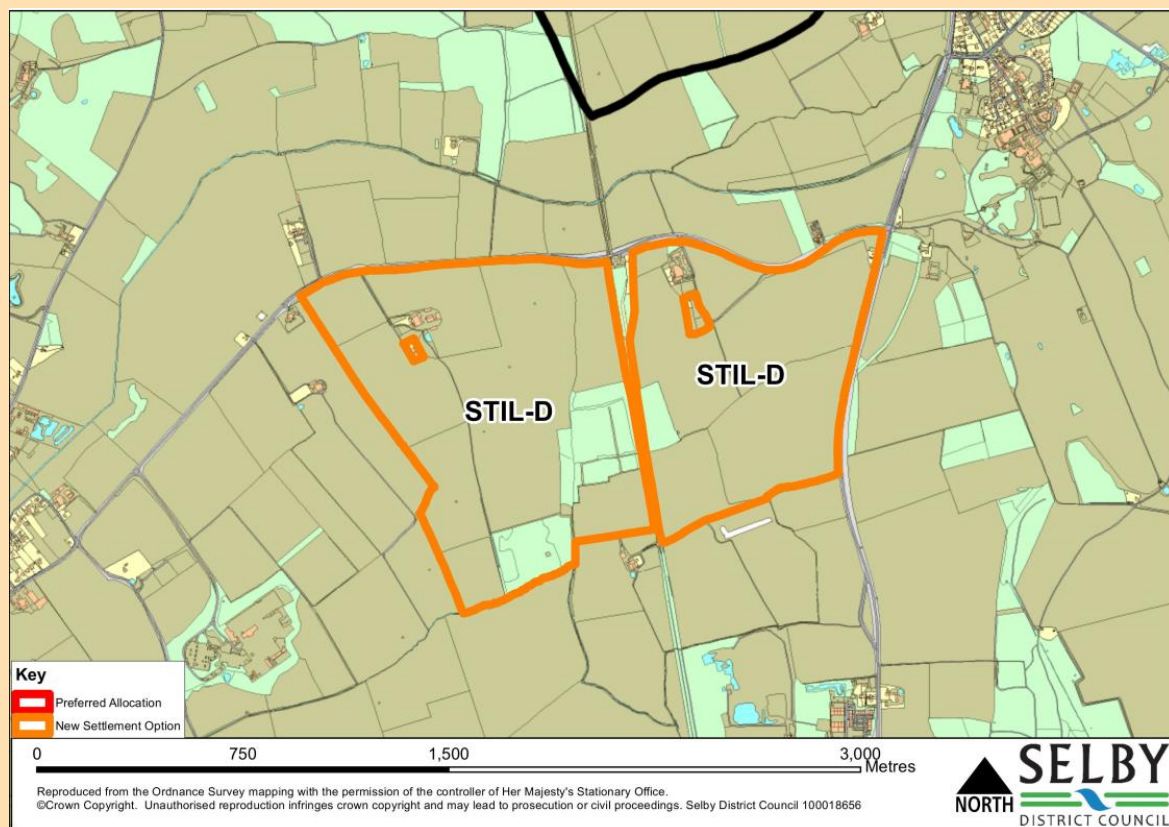 STIL-D
STIL-D
Key
Preferred Allocation
New Settlement Option
0 750 1,500 3,000
Metres
Reproduced from the Ordnance Survey mapping with the permission of the controller of Her Majesty's Stationary Office.
©Crown Copyright. Unauthorised reproduction infringes crown copyright and may lead to prosecution or civil proceedings. Selby District Council 100018656
NORTH
SELBY
DISTRICT COUNCIL